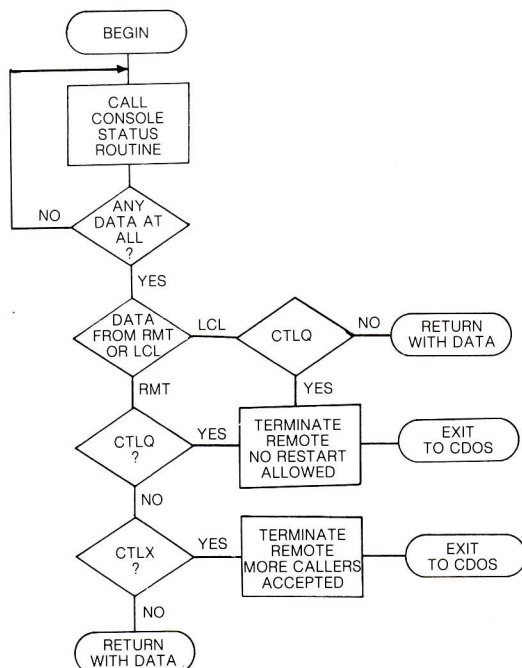 BEGIN
CALL
CONSOLE
STATUS
ROUTINE
NO
ANY
DATA AT
ALL
?
YES
DATA
FROM RMT
OR LCL
LCL
CTLQ
NO
RETURN
WITH DATA
RMT
YES
CTLQ
?
YES
TERMINATE
REMOTE
NO RESTART
ALLOWED
EXIT
TO CDOS
NO
CTLX
?
YES
TERMINATE
REMOTE
MORE CALLERS
ACCEPTED
EXIT
TO CDOS
NO
RETURN
WITH DATA